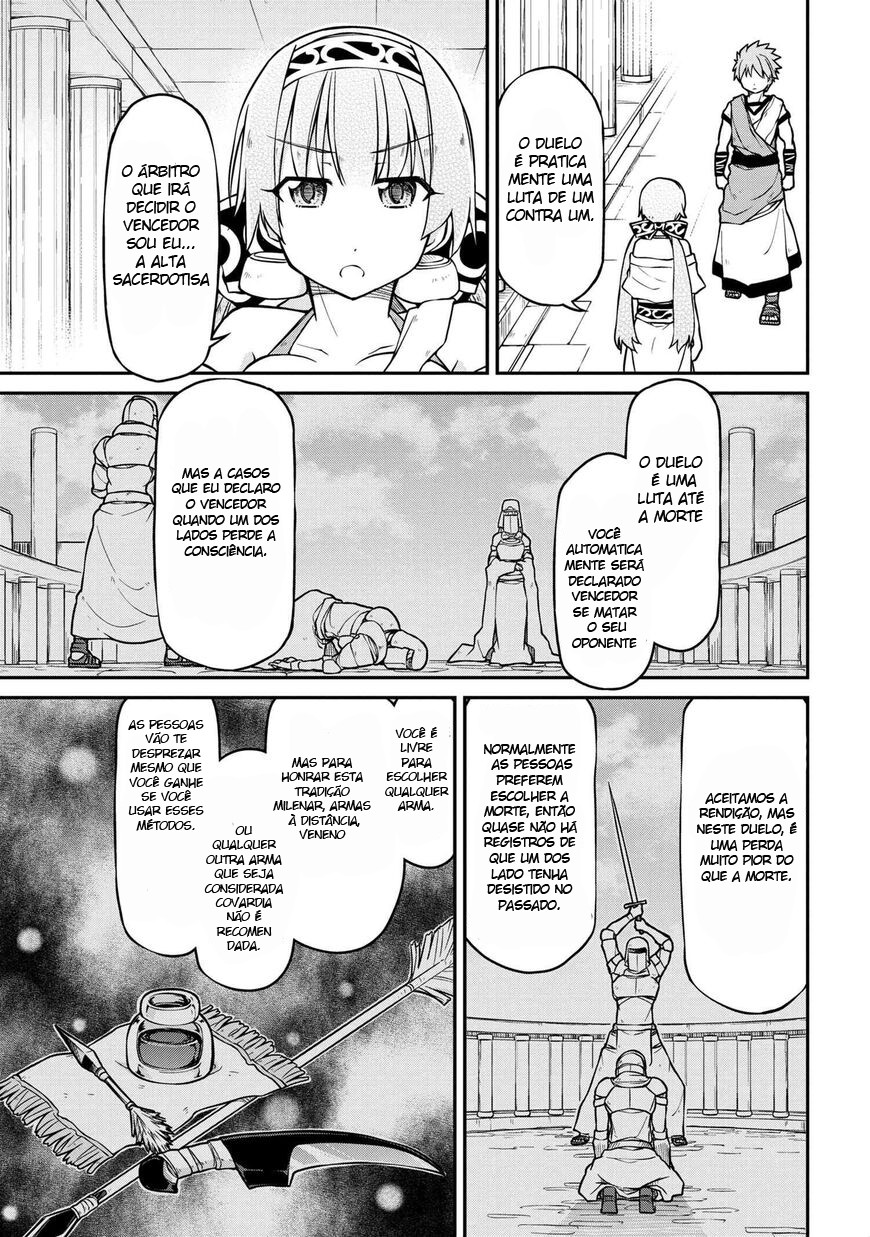 O DUELO
É PRATICA
MENTE UMA
LUTA DE UM
CONTRA UM.
O ÁRBITRO
QUE IRÁ
DECIDIR O
VENCEDOR
SOU EU...
A ALTA
SACERDOTISA
O DUELO
É UMA
LUTA ATÉ
A MORTE
VOCÊ
AUTOMATICA
MENTE SERÁ
DECLARADO
VENCEDOR
SE MATAR
O SEU
OPONENTE
MAS A CASOS
QUE EU DECLARO
O VENCEDOR
QUANDO UM DOS
LADOS PERDE A
CONSCIÊNCIA.
ACEITAMOS A
RENDIÇÃO, MAS
NESTE DUELO, É
UMA PERDA
MUITO PIOR DO
QUE A MORTE.
NORMALMENTE
AS PESSOAS
PREFEREM
ESCOLHER A
MORTE, ENTÃO
QUASE NÃO HÁ
REGISTROS DE
QUE UM DOS
LADO TENHA
DESISTIDO NO
PASSADO.
VOCÊ É
LIVRE
PARA
ESCOLHER
QUALQUER
ARMA.
MAS PARA
HONRAR ESTA
TRADIÇÃO
MILENAR, ARMAS
À DISTÂNCIA,
VENENO
OU
QUALQUER
OUTRA ARMA
QUE SEJA
CONSIDERADA
COVARDIA
NÃO É
RECOMEN
DADA.
AS PESSOAS
VÃO TE
DESPREZAR
MESMO QUE
VOCÊ GANHE
SE VOCÊ
USAR ESSES
MÉTODOS.